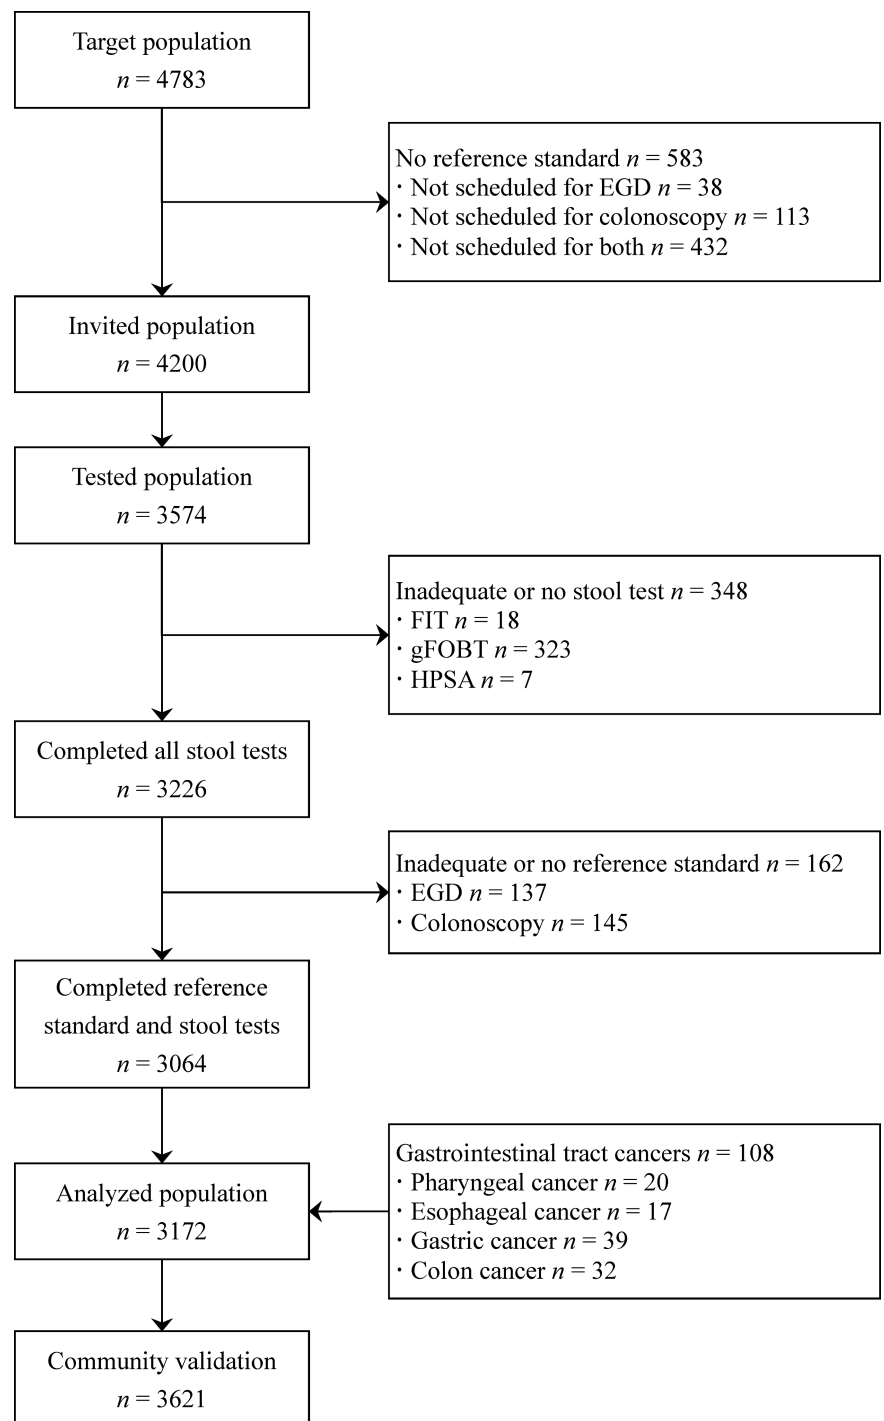 Target population
n = 4783
No reference standard n = 583
· Not scheduled for EGD n = 38
· Not scheduled for colonoscopy n = 113
· Not scheduled for both n = 432
Invited population
n = 4200
Tested population
n = 3574
Inadequate or no stool test n = 348
· FIT n = 18
· gFOBT n = 323
· HPSA n = 7
Completed all stool tests
n = 3226
Inadequate or no reference standard n = 162
· EGD n = 137
· Colonoscopy n = 145
Completed reference
standard and stool tests
n = 3064
Gastrointestinal tract cancers n = 108
· Pharyngeal cancer n = 20
· Esophageal cancer n = 17
· Gastric cancer n = 39
· Colon cancer n = 32
Analyzed population
n = 3172
Community validation
n = 3621